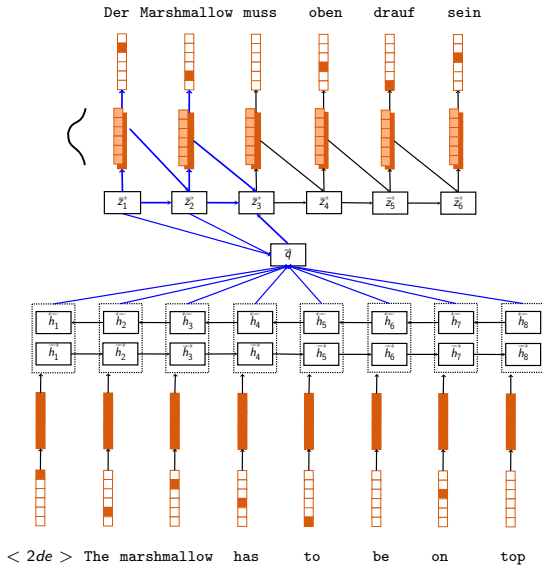 Der Marshmallow muss oben drauf sein
z⃗₁ z⃗₂ z⃗₃ z⃗₄ z⃗₅ z⃗₆
q⃗
h⃖₁ h⃖₂ h⃖₃ h⃖₄ h⃖₅ h⃖₆ h⃖₇ h⃖₈
h⃗₁ h⃗₂ h⃗₃ h⃗₄ h⃗₅ h⃗₆ h⃗₇ h⃗₈
< 2de > The marshmallow has to be on top